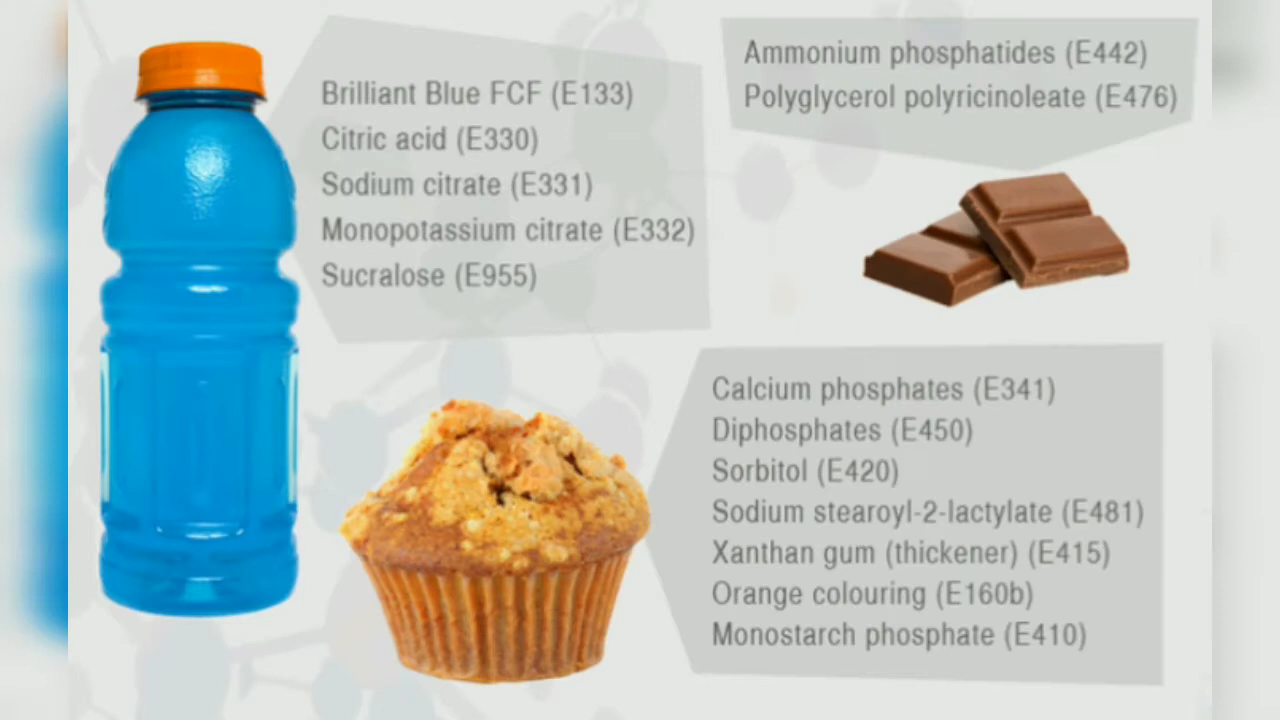 Brilliant Blue FCF (E133)
Citric acid (E330)
Sodium citrate (E331)
Monopotassium citrate (E332)
Sucralose (E955)
Ammonium phosphatides (E442)
Polyglycerol polyricinoleate (E476)
Calcium phosphates (E341)
Diphosphates (E450)
Sorbitol (E420)
Sodium stearoyl-2-lactylate (E481)
Xanthan gum (thickener) (E415)
Orange colouring (E160b)
Monostarch phosphate (E410)